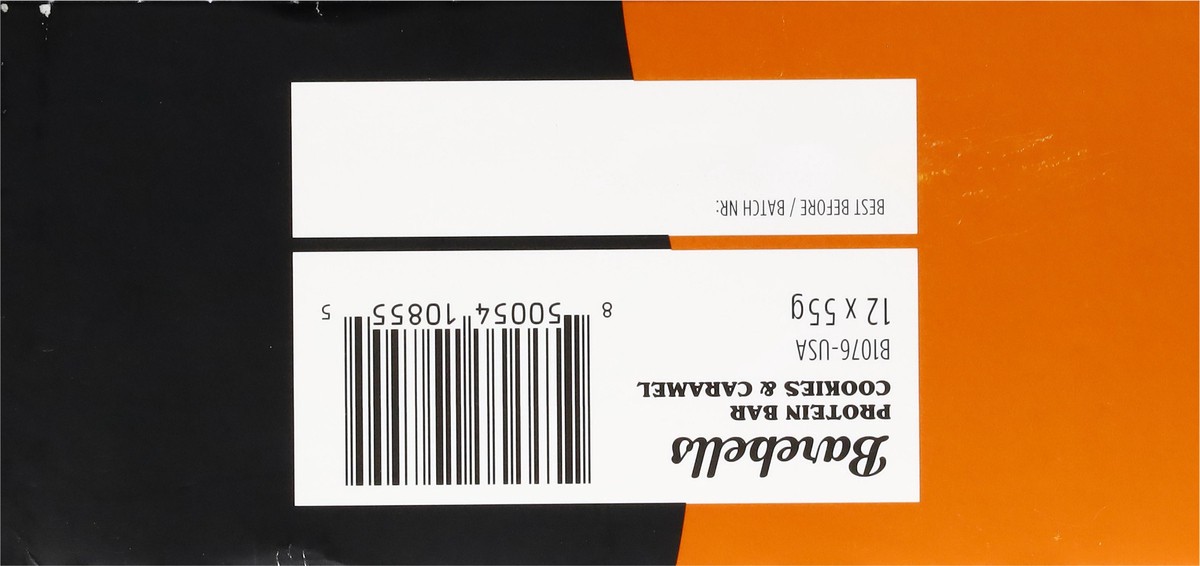 Barebells
PROTEIN BAR
COOKIES & CARAMEL
B1076-USA
12 x 55g
8 50054 10855 5
BEST BEFORE / BATCH NR: